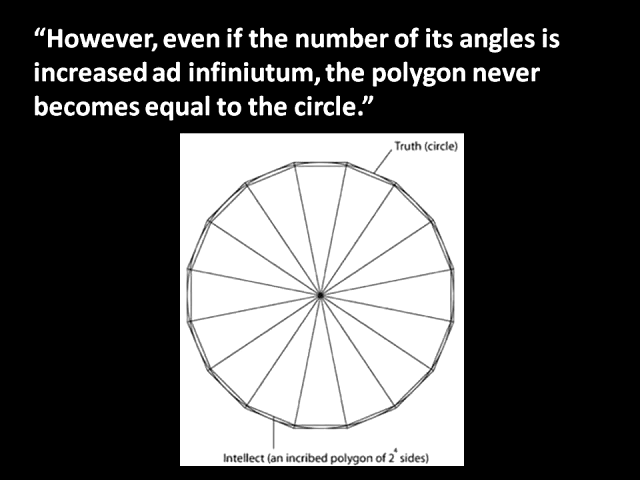 “However, even if the number of its angles is
increased ad infiniutum, the polygon never
becomes equal to the circle.”
Truth (circle)
Intellect (an incribed polygon of 2⁴ sides)